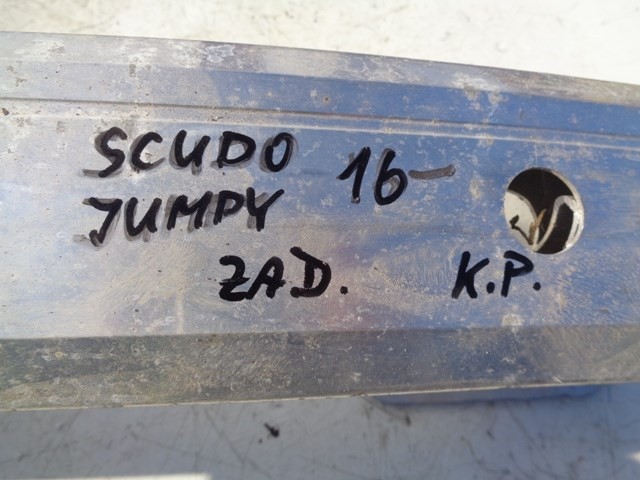 SCUDO 16-
JUMPY
ZAD. K.P.